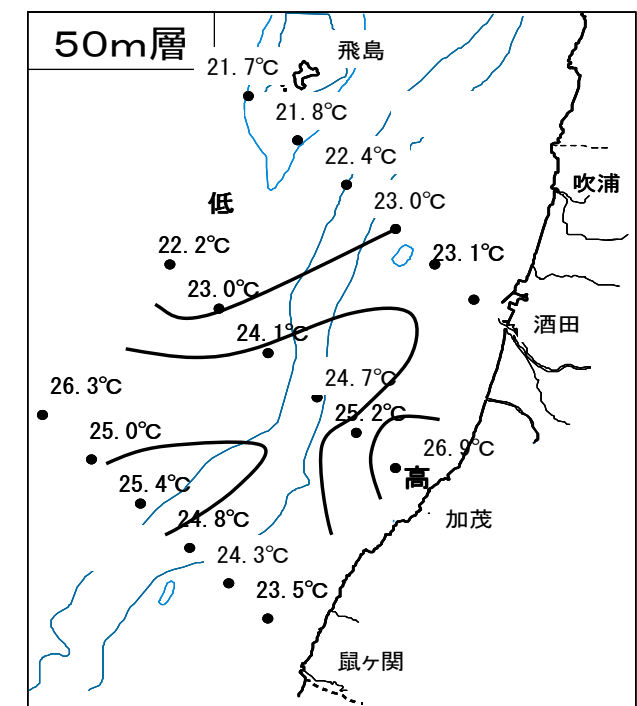 50m層
飛島
21.7℃
21.8℃
22.4℃
吹浦
低
23.0℃
22.2℃
23.1℃
23.0℃
酒田
24.1℃
24.7℃
26.3℃
25.2℃
25.0℃
26.9℃
高
25.4℃
24.8℃
加茂
24.3℃
23.5℃
鼠ヶ関